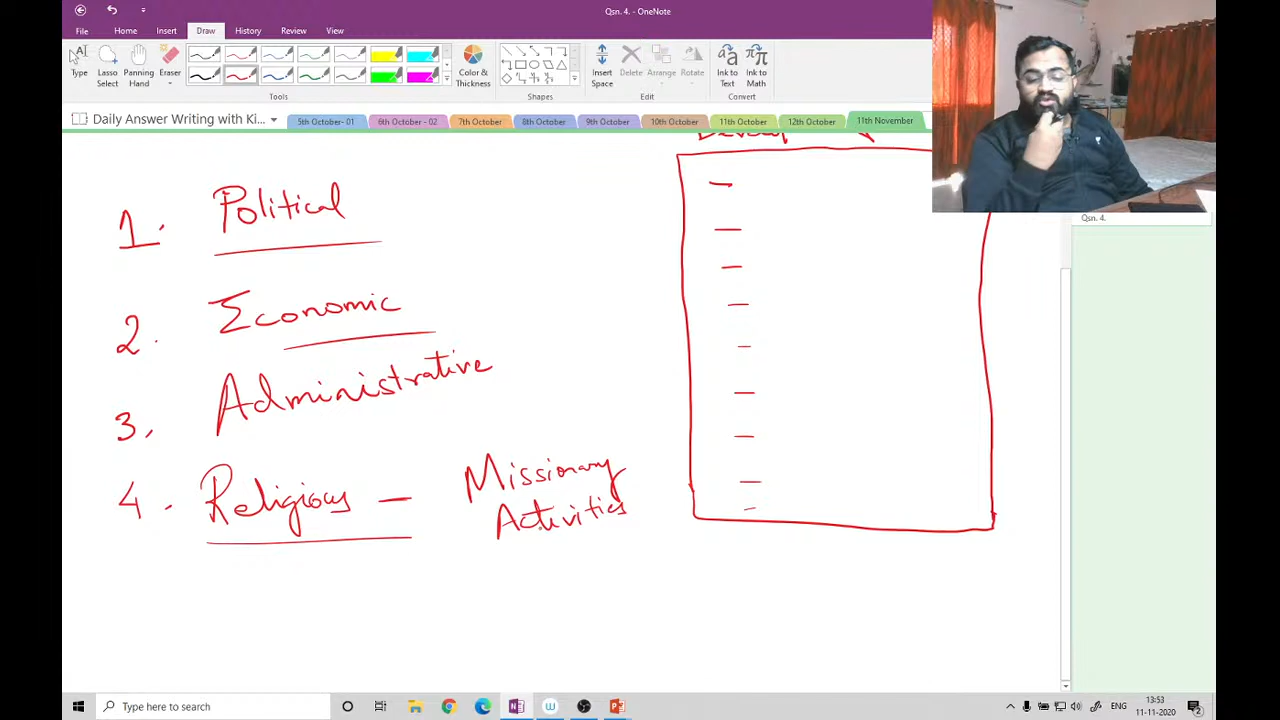 Qsn. 4. - OneNote
File Home Insert Draw History Review View
Type
Lasso Select
Panning Hand
Eraser
Color & Thickness
Insert Space
Delete Arrange Rotate
Ink to Text
Ink to Math
Tools Shapes Edit Convert
Daily Answer Writing with Ki...
5th October- 01 6th October - 02 7th October 8th October 9th October 10th October 11th October 12th October 11th November
Qsn. 4.
1. Political
2. Economic
3. Administrative
4. Religious — Missionary
Activities
Type here to search
ENG 13:53
11-11-2020
2